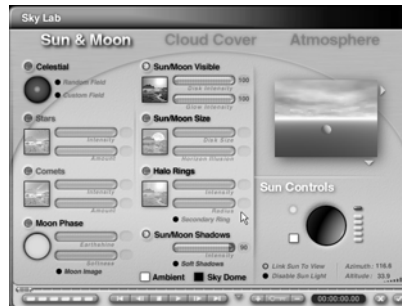 Sky Lab
Sun & Moon
Cloud Cover
Atmosphere
Celestial
Random Field
Custom Field
Stars
Intensity
Amount
Comets
Intensity
Amount
Moon Phase
Earthshine
Softness
Moon Image
Sun/Moon Visible
100
Disk Intensity
100
Glow Intensity
Sun/Moon Size
Disk Size
Horizon Illusion
Halo Rings
Intensity
Radius
Secondary Ring
Sun/Moon Shadows
90
Intensity
Soft Shadows
Ambient
Sky Dome
Sun Controls
Link Sun To View
Disable Sun Light
Azimuth: 116.8
Altitude: 33.9
00:00:00.00